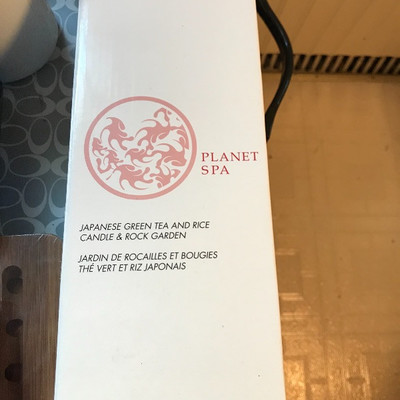 PLANET
SPA
JAPANESE GREEN TEA AND RICE
CANDLE & ROCK GARDEN
JARDIN DE ROCAILLES ET BOUGIES
THÉ VERT ET RIZ JAPONAIS